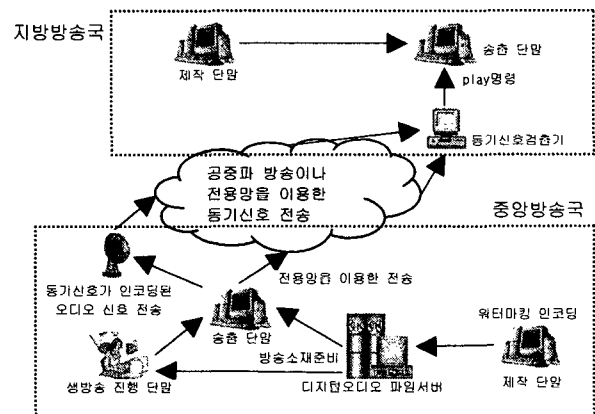 지방방송국
제작 단말
송출 단말
play명령
동기신호검출기
공중파 방송이나
전용망을 이용한
동기신호 전송
중앙방송국
동기신호가 인코딩된
오디오 신호 전송
전용망을 이용한 전송
송출 단말
워터마킹 인코딩
방송소재준비
생방송 진행 단말
디지털오디오 파일서버
제작 단말